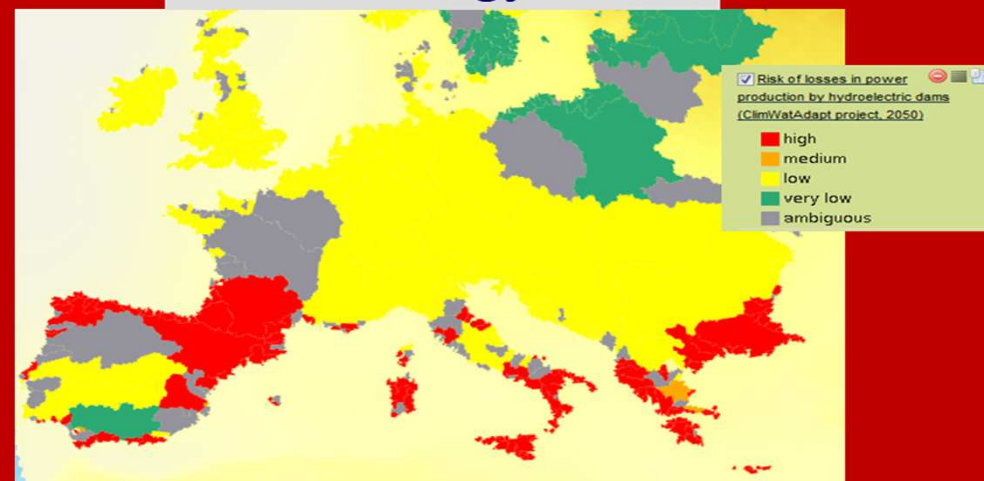 Risk of losses in power
production by hydroelectric dams
(ClimWatAdapt project, 2050)
high
medium
low
very low
ambiguous